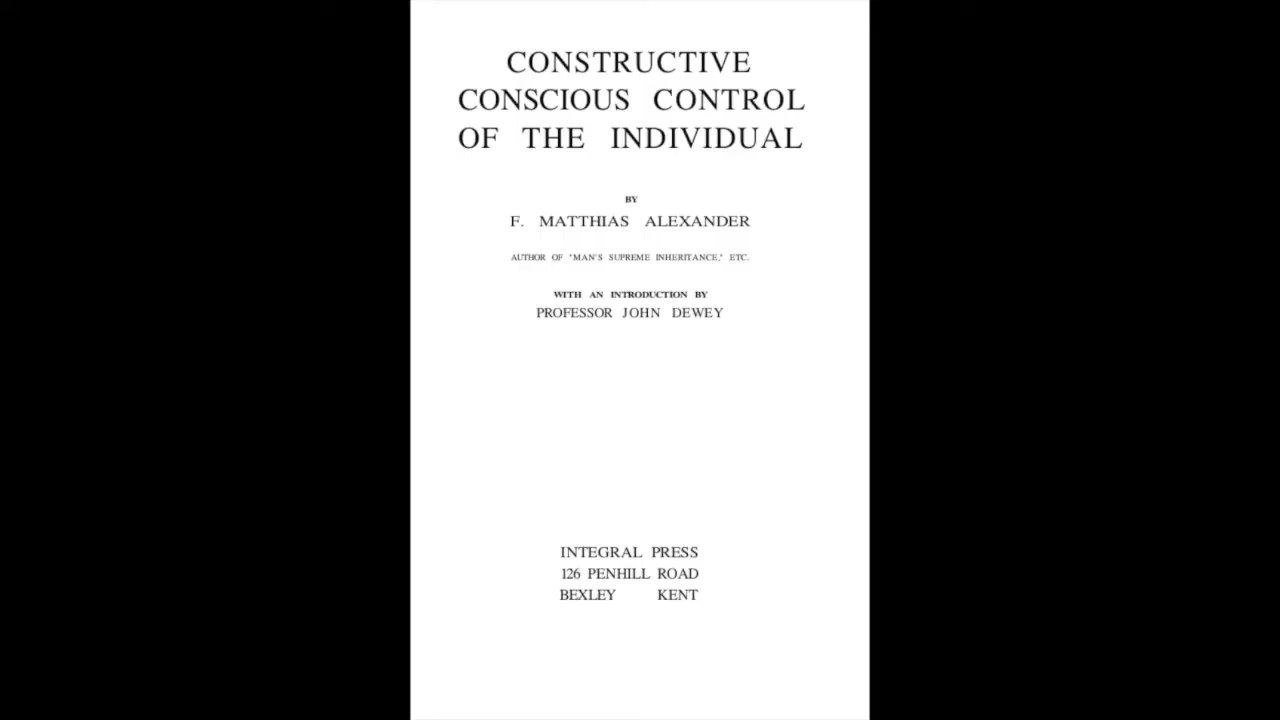 CONSTRUCTIVE
CONSCIOUS CONTROL
OF THE INDIVIDUAL
BY
F. MATTHIAS ALEXANDER
AUTHOR OF "MAN'S SUPREME INHERITANCE," ETC.
WITH AN INTRODUCTION BY
PROFESSOR JOHN DEWEY
INTEGRAL PRESS
126 PENHILL ROAD
BEXLEY KENT